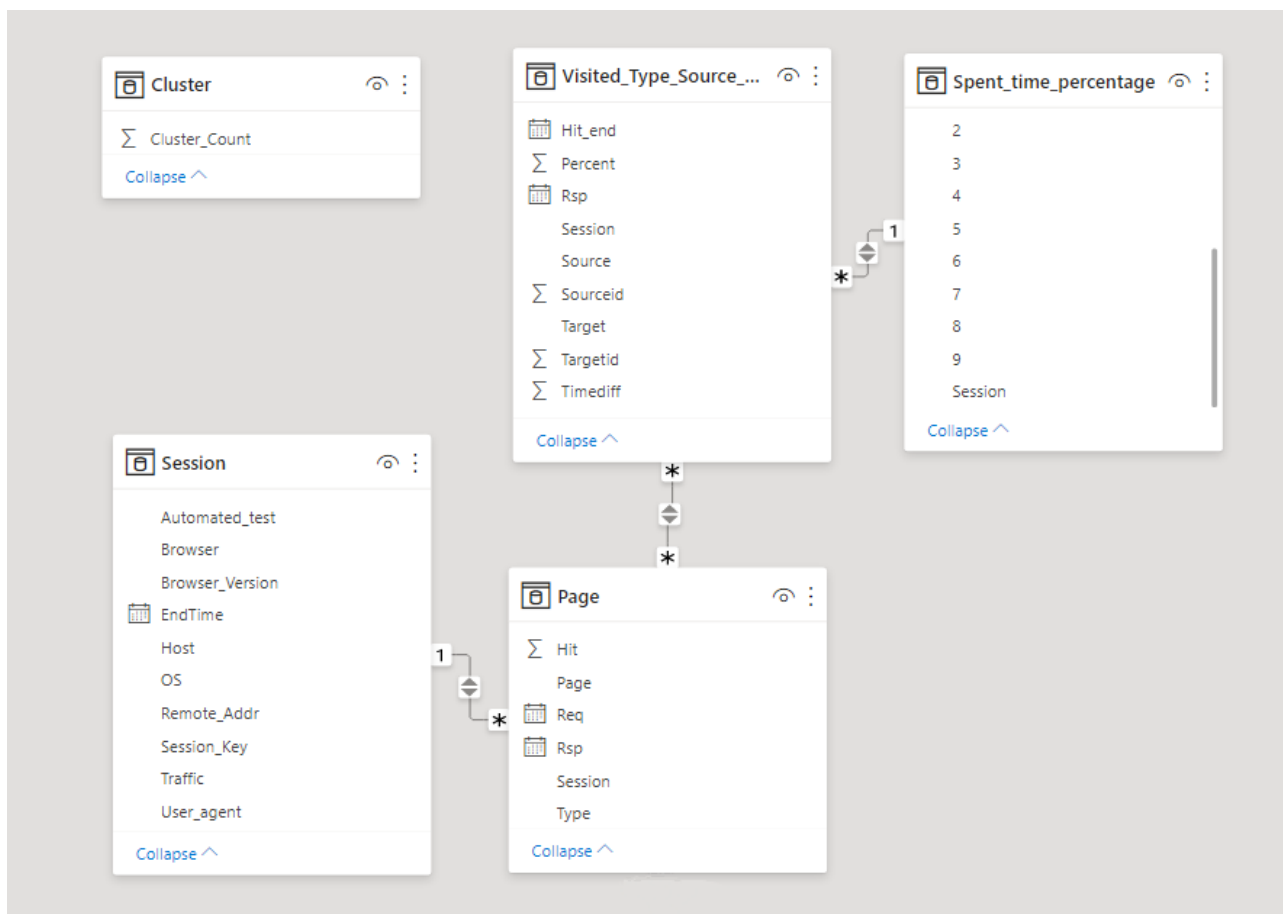 Cluster
Σ Cluster_Count
Collapse
Visited_Type_Source_...
Hit_end
Σ Percent
Rsp
Session
Source
Σ Sourceid
Target
Σ Targetid
Σ Timediff
Collapse
Spent_time_percentage
2
3
4
5
6
7
8
9
Session
Collapse
1
*
*
*
Session
Automated_test
Browser
Browser_Version
EndTime
Host
OS
Remote_Addr
Session_Key
Traffic
User_agent
Collapse
1
*
Page
Σ Hit
Page
Req
Rsp
Session
Type
Collapse